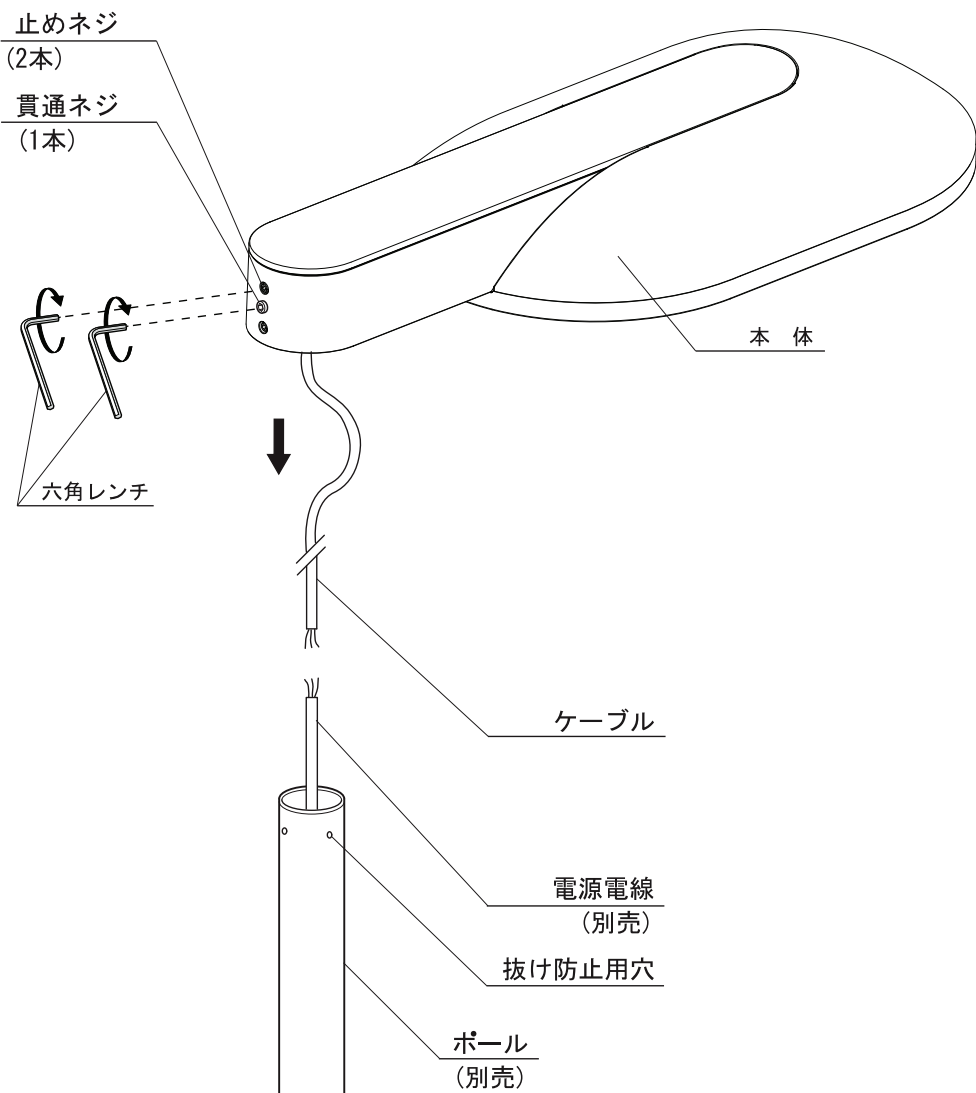 止めネジ
(2本)
貫通ネジ
(1本)
本 体
六角レンチ
ケーブル
電源電線
(別売)
抜け防止用穴
ポール
(別売)